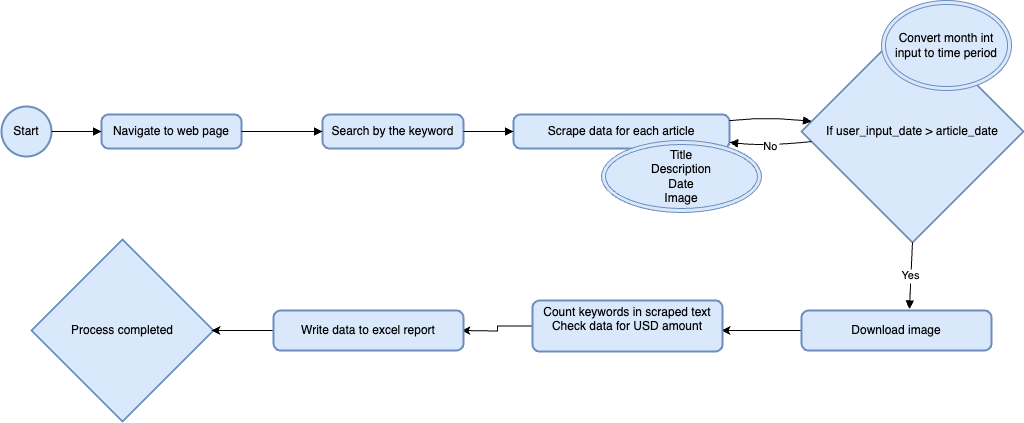 Convert month int
input to time period
Start
Navigate to web page
Search by the keyword
Scrape data for each article
If user_input_date > article_date
No
Title
Description
Date
Image
Yes
Process completed
Write data to excel report
Count keywords in scraped text
Check data for USD amount
Download image